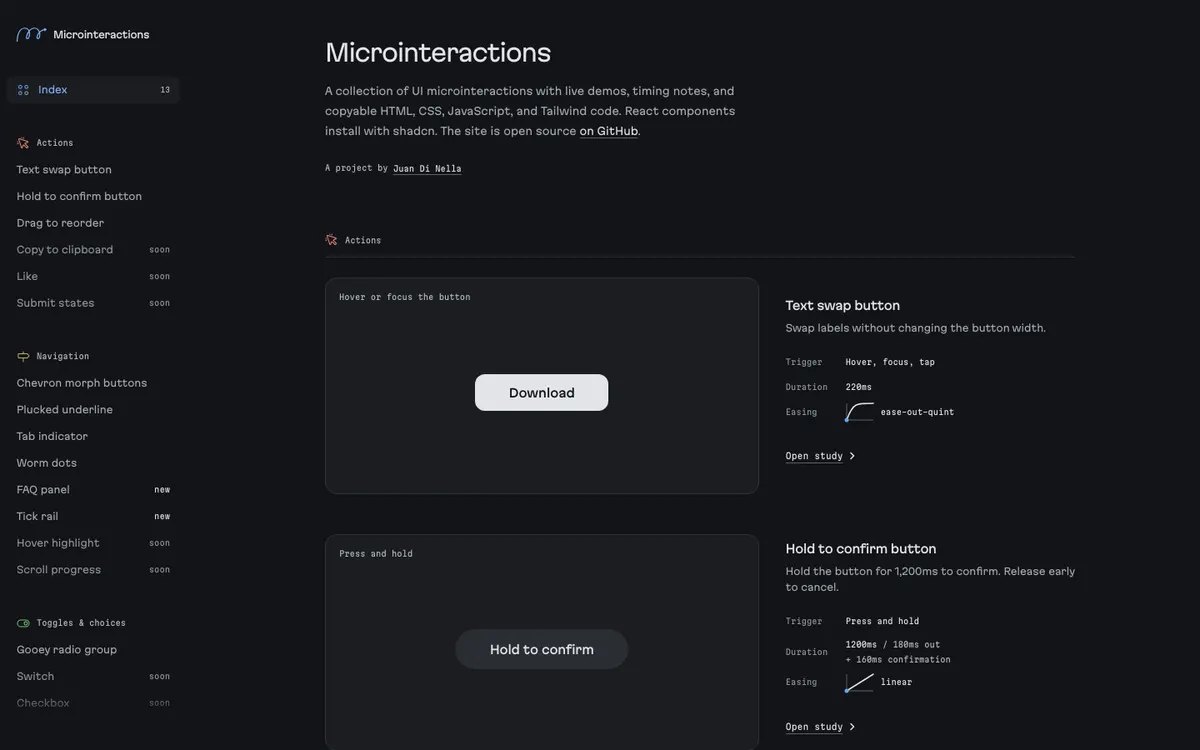 Microinteractions
Index 13
Actions
Text swap button
Hold to confirm button
Drag to reorder
Copy to clipboard soon
Like soon
Submit states soon
Navigation
Chevron morph buttons
Plucked underline
Tab indicator
Worm dots
FAQ panel new
Tick rail new
Hover highlight soon
Scroll progress soon
Toggles & choices
Gooey radio group
Switch soon
Checkbox soon
Microinteractions
A collection of UI microinteractions with live demos, timing notes, and
copyable HTML, CSS, JavaScript, and Tailwind code. React components
install with shadcn. The site is open source on GitHub.
A project by Juan Di Nella
Actions
Hover or focus the button
Download
Text swap button
Swap labels without changing the button width.
Trigger Hover, focus, tap
Duration 220ms
Easing ease-out-quint
Open study
Press and hold
Hold to confirm
Hold to confirm button
Hold the button for 1,200ms to confirm. Release early
to cancel.
Trigger Press and hold
Duration 1200ms / 180ms out
+ 160ms confirmation
Easing linear
Open study